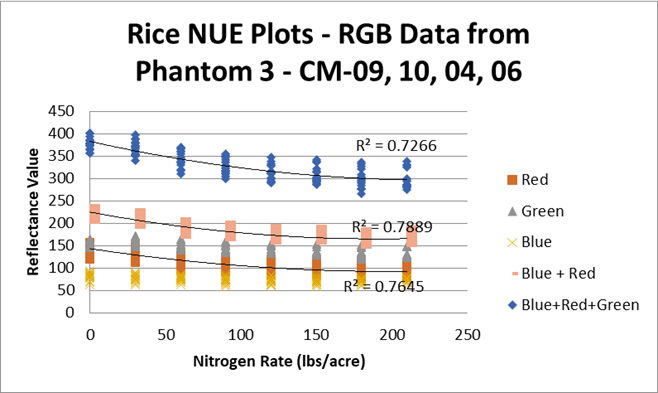 Rice NUE Plots - RGB Data from
Phantom 3 - CM-09, 10, 04, 06
450
400
350
300
250
200
150
100
50
0
Reflectance Value
R² = 0.7266
R² = 0.7889
R² = 0.7645
0 50 100 150 200 250
Nitrogen Rate (lbs/acre)
Red
Green
Blue
Blue + Red
Blue+Red+Green